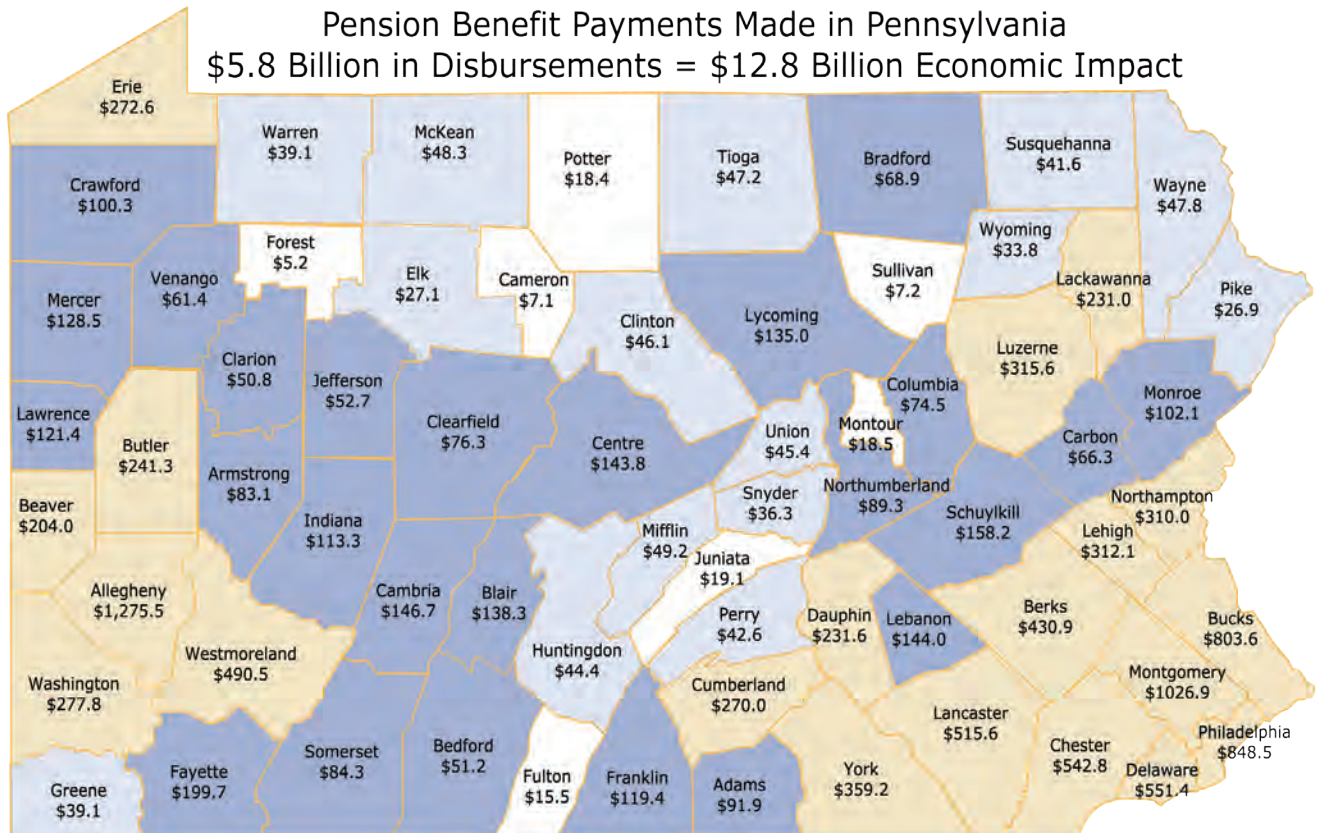 Pension Benefit Payments Made in Pennsylvania
$5.8 Billion in Disbursements = $12.8 Billion Economic Impact
Erie
$272.6
Warren
$39.1
McKean
$48.3
Potter
$18.4
Tioga
$47.2
Bradford
$68.9
Susquehanna
$41.6
Wayne
$47.8
Crawford
$100.3
Forest
$5.2
Elk
$27.1
Cameron
$7.1
Sullivan
$7.2
Wyoming
$33.8
Lackawanna
$231.0
Pike
$26.9
Mercer
$128.5
Venango
$61.4
Clarion
$50.8
Jefferson
$52.7
Clinton
$46.1
Lycoming
$135.0
Columbia
$74.5
Luzerne
$315.6
Monroe
$102.1
Lawrence
$121.4
Butler
$241.3
Armstrong
$83.1
Clearfield
$76.3
Centre
$143.8
Union
$45.4
Montour
$18.5
Carbon
$66.3
Beaver
$204.0
Indiana
$113.3
Snyder
$36.3
Northumberland
$89.3
Schuylkill
$158.2
Northampton
$310.0
Lehigh
$312.1
Allegheny
$1,275.5
Cambria
$146.7
Blair
$138.3
Mifflin
$49.2
Juniata
$19.1
Perry
$42.6
Dauphin
$231.6
Lebanon
$144.0
Berks
$430.9
Bucks
$803.6
Washington
$277.8
Westmoreland
$490.5
Huntingdon
$44.4
Cumberland
$270.0
Lancaster
$515.6
Montgomery
$1026.9
Philadelphia
$848.5
Greene
$39.1
Fayette
$199.7
Somerset
$84.3
Bedford
$51.2
Fulton
$15.5
Franklin
$119.4
Adams
$91.9
York
$359.2
Chester
$542.8
Delaware
$551.4